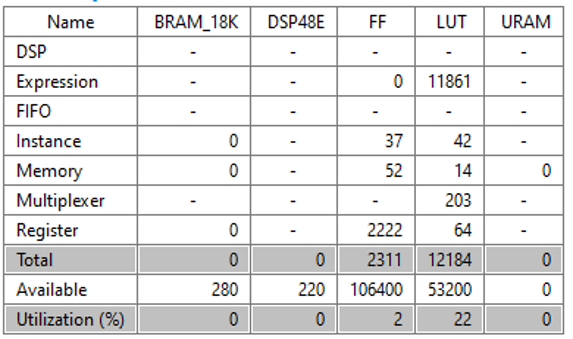 Name BRAM_18K DSP48E FF LUT URAM
DSP - - - - -
Expression - - 0 11861 -
FIFO - - - - -
Instance 0 - 37 42 -
Memory 0 - 52 14 0
Multiplexer - - - 203 -
Register 0 - 2222 64 -
Total 0 0 2311 12184 0
Available 280 220 106400 53200 0
Utilization (%) 0 0 2 22 0